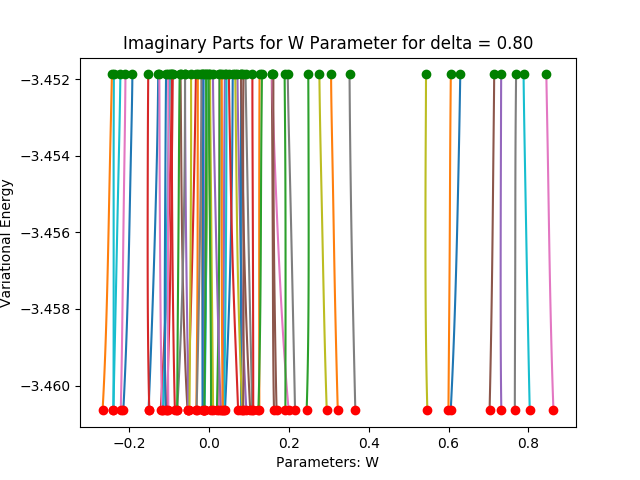 Imaginary Parts for W Parameter for delta = 0.80
Variational Energy
−3.452
−3.454
−3.456
−3.458
−3.460
−0.2 0.0 0.2 0.4 0.6 0.8
Parameters: W